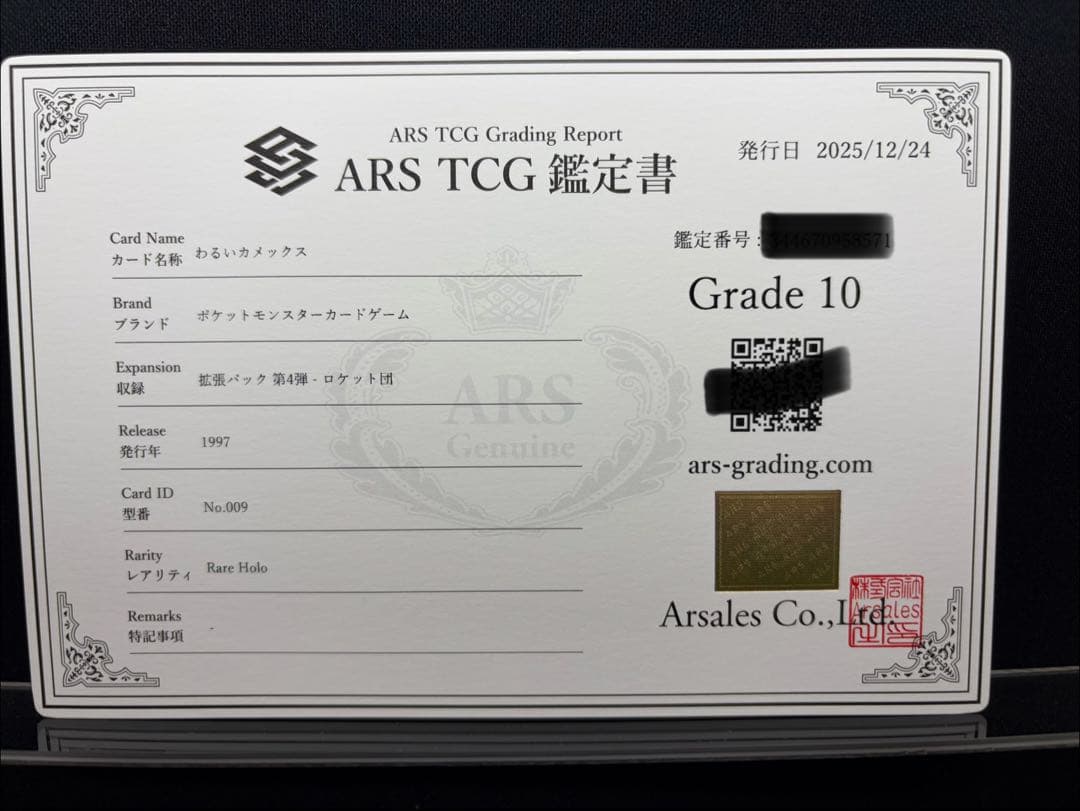 ARS TCG Grading Report
ARS TCG 鑑定書
発行日 2025/12/24
Card Name
カード名称 わるいカメックス
Brand
ブランド ポケットモンスターカードゲーム
Expansion
収録 拡張パック 第4弾 - ロケット団
Release
発行年 1997
Card ID
型番 No.009
Rarity
レアリティ Rare Holo
Remarks
特記事項 -
鑑定番号 :
Grade 10
ars-grading.com
Arsales Co.,Ltd.
ARS
Genuine
株式会社
Arsales